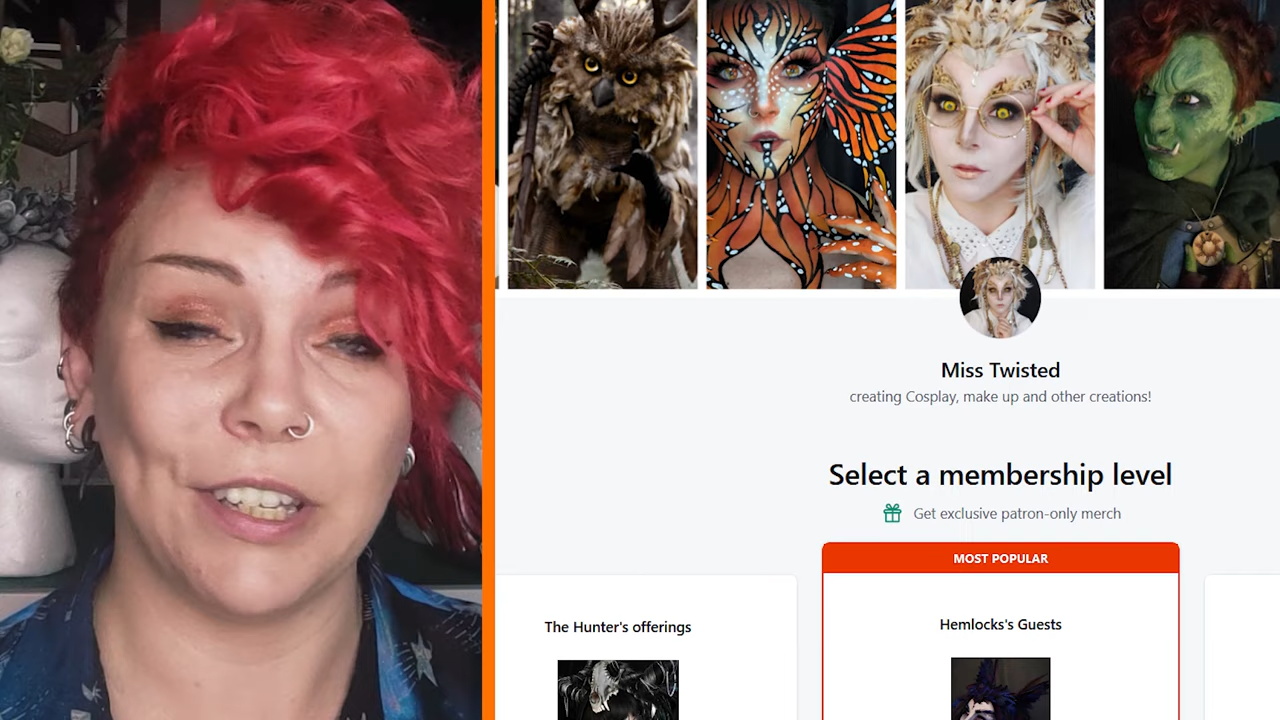 Miss Twisted
creating Cosplay, make up and other creations!
Select a membership level
Get exclusive patron-only merch
MOST POPULAR
The Hunter's offerings
Hemlocks's Guests